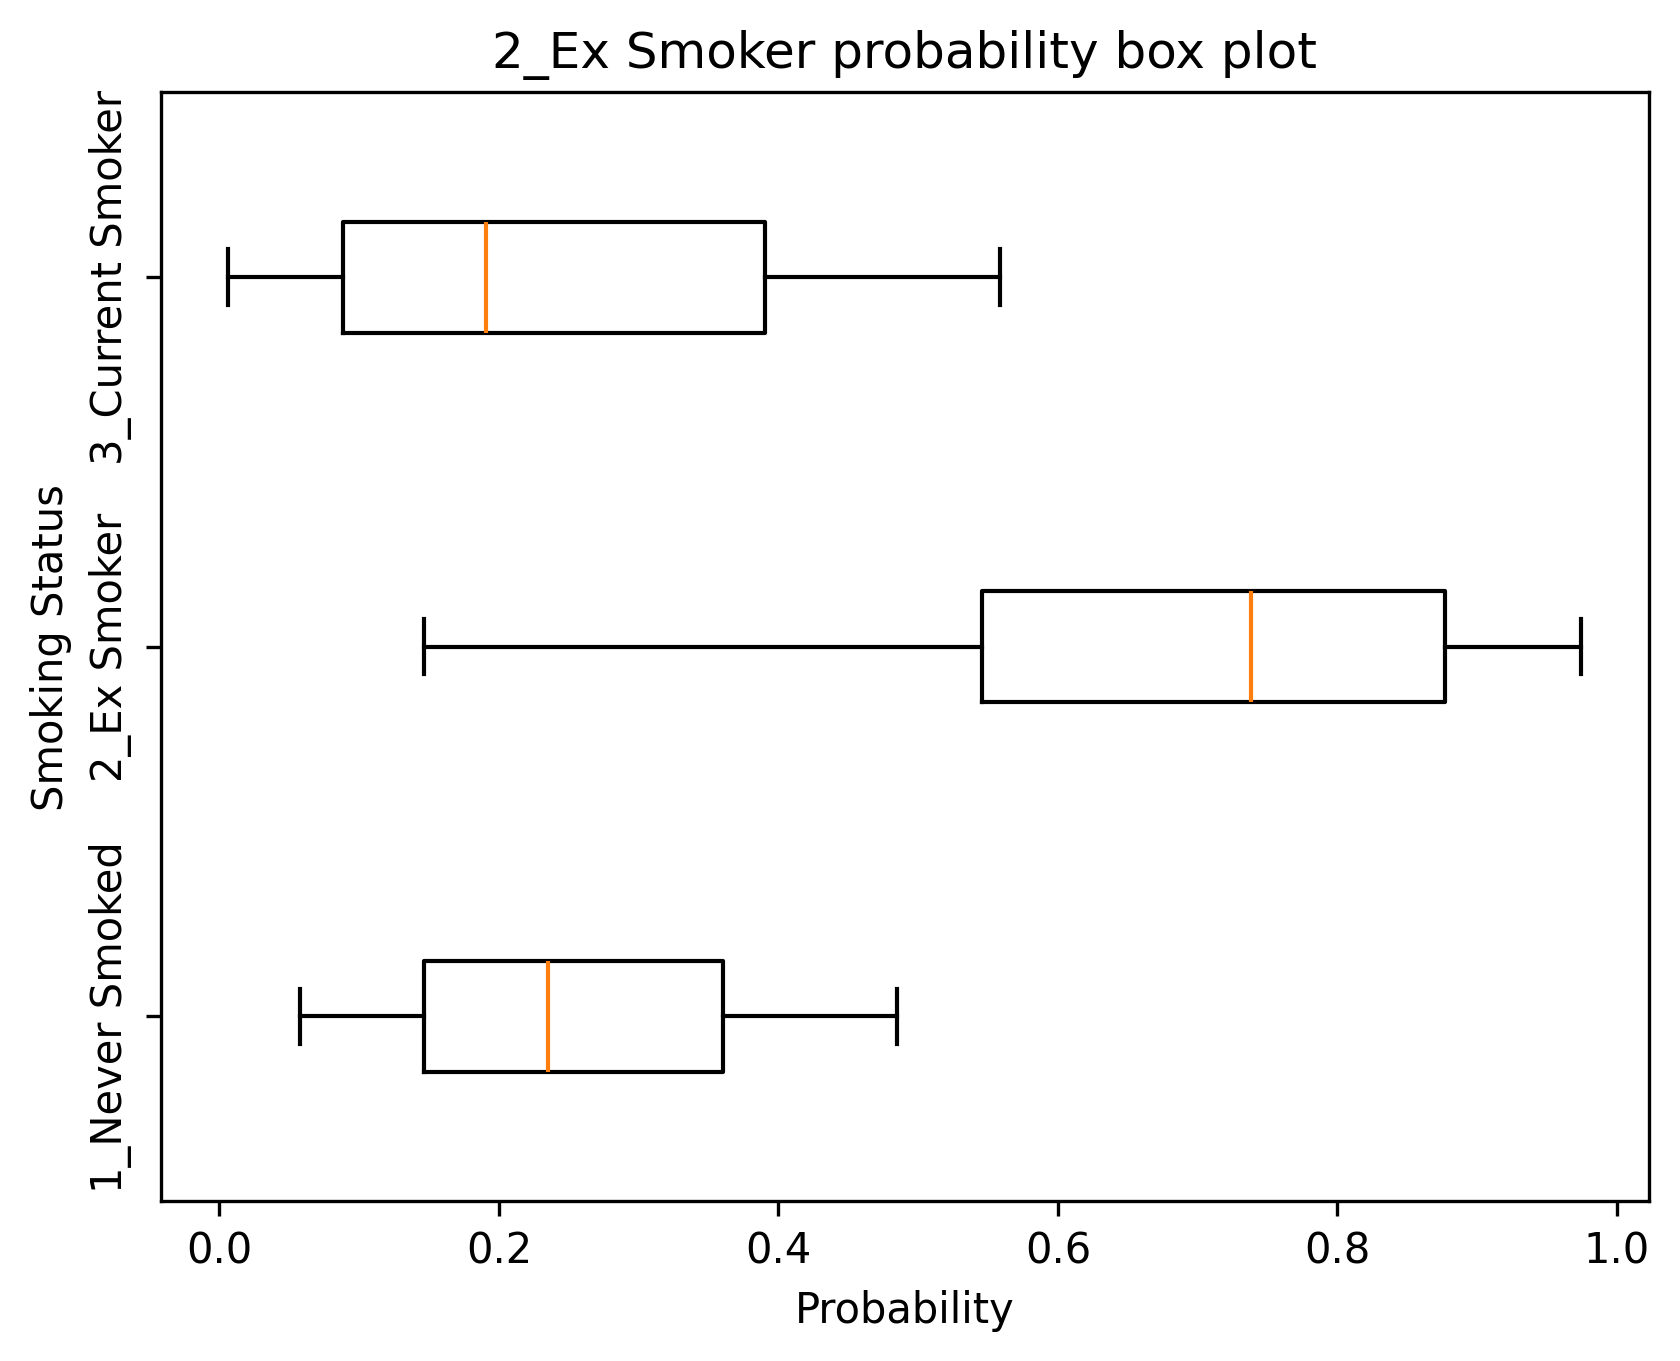 2_Ex Smoker probability box plot
Smoking Status
3_Current Smoker
2_Ex Smoker
1_Never Smoked
0.0 0.2 0.4 0.6 0.8 1.0
Probability